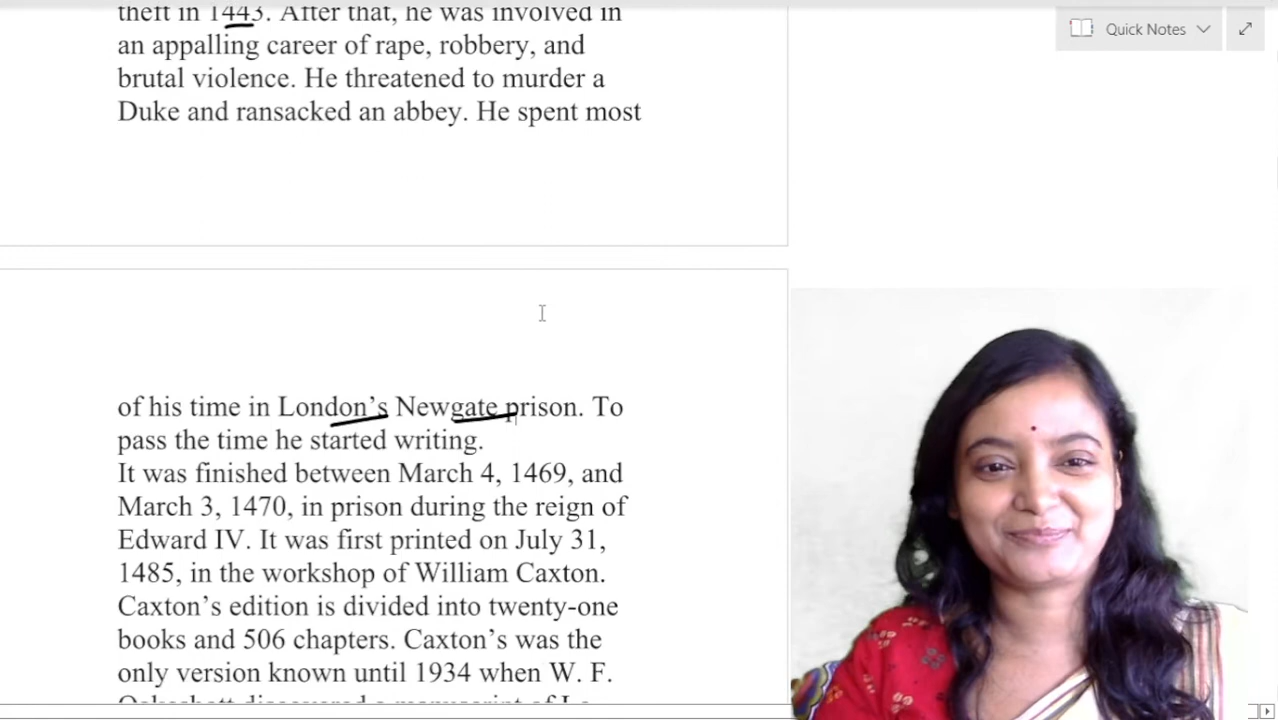 theft in 1443. After that, he was involved in
an appalling career of rape, robbery, and
brutal violence. He threatened to murder a
Duke and ransacked an abbey. He spent most
Quick Notes
of his time in London's Newgate prison. To
pass the time he started writing.
It was finished between March 4, 1469, and
March 3, 1470, in prison during the reign of
Edward IV. It was first printed on July 31,
1485, in the workshop of William Caxton.
Caxton's edition is divided into twenty-one
books and 506 chapters. Caxton's was the
only version known until 1934 when W. F.
Oakeshott discovered a manuscript of Le